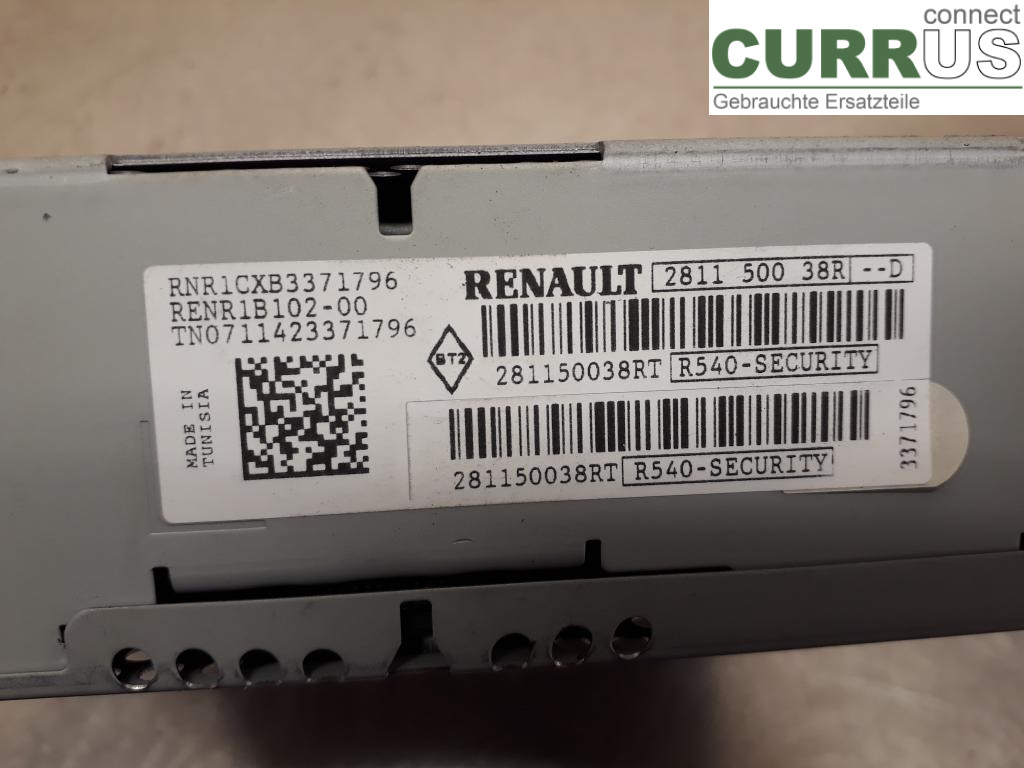 connect
CURRUS
Gebrauchte Ersatzteile
RNR1CXB3371796
RENR1B102-00
TN0711423371796
RENAULT 2811 500 38R --D
BT2
281150038RT R540-SECURITY
MADE IN
TUNISIA
281150038RT R540-SECURITY
3371796